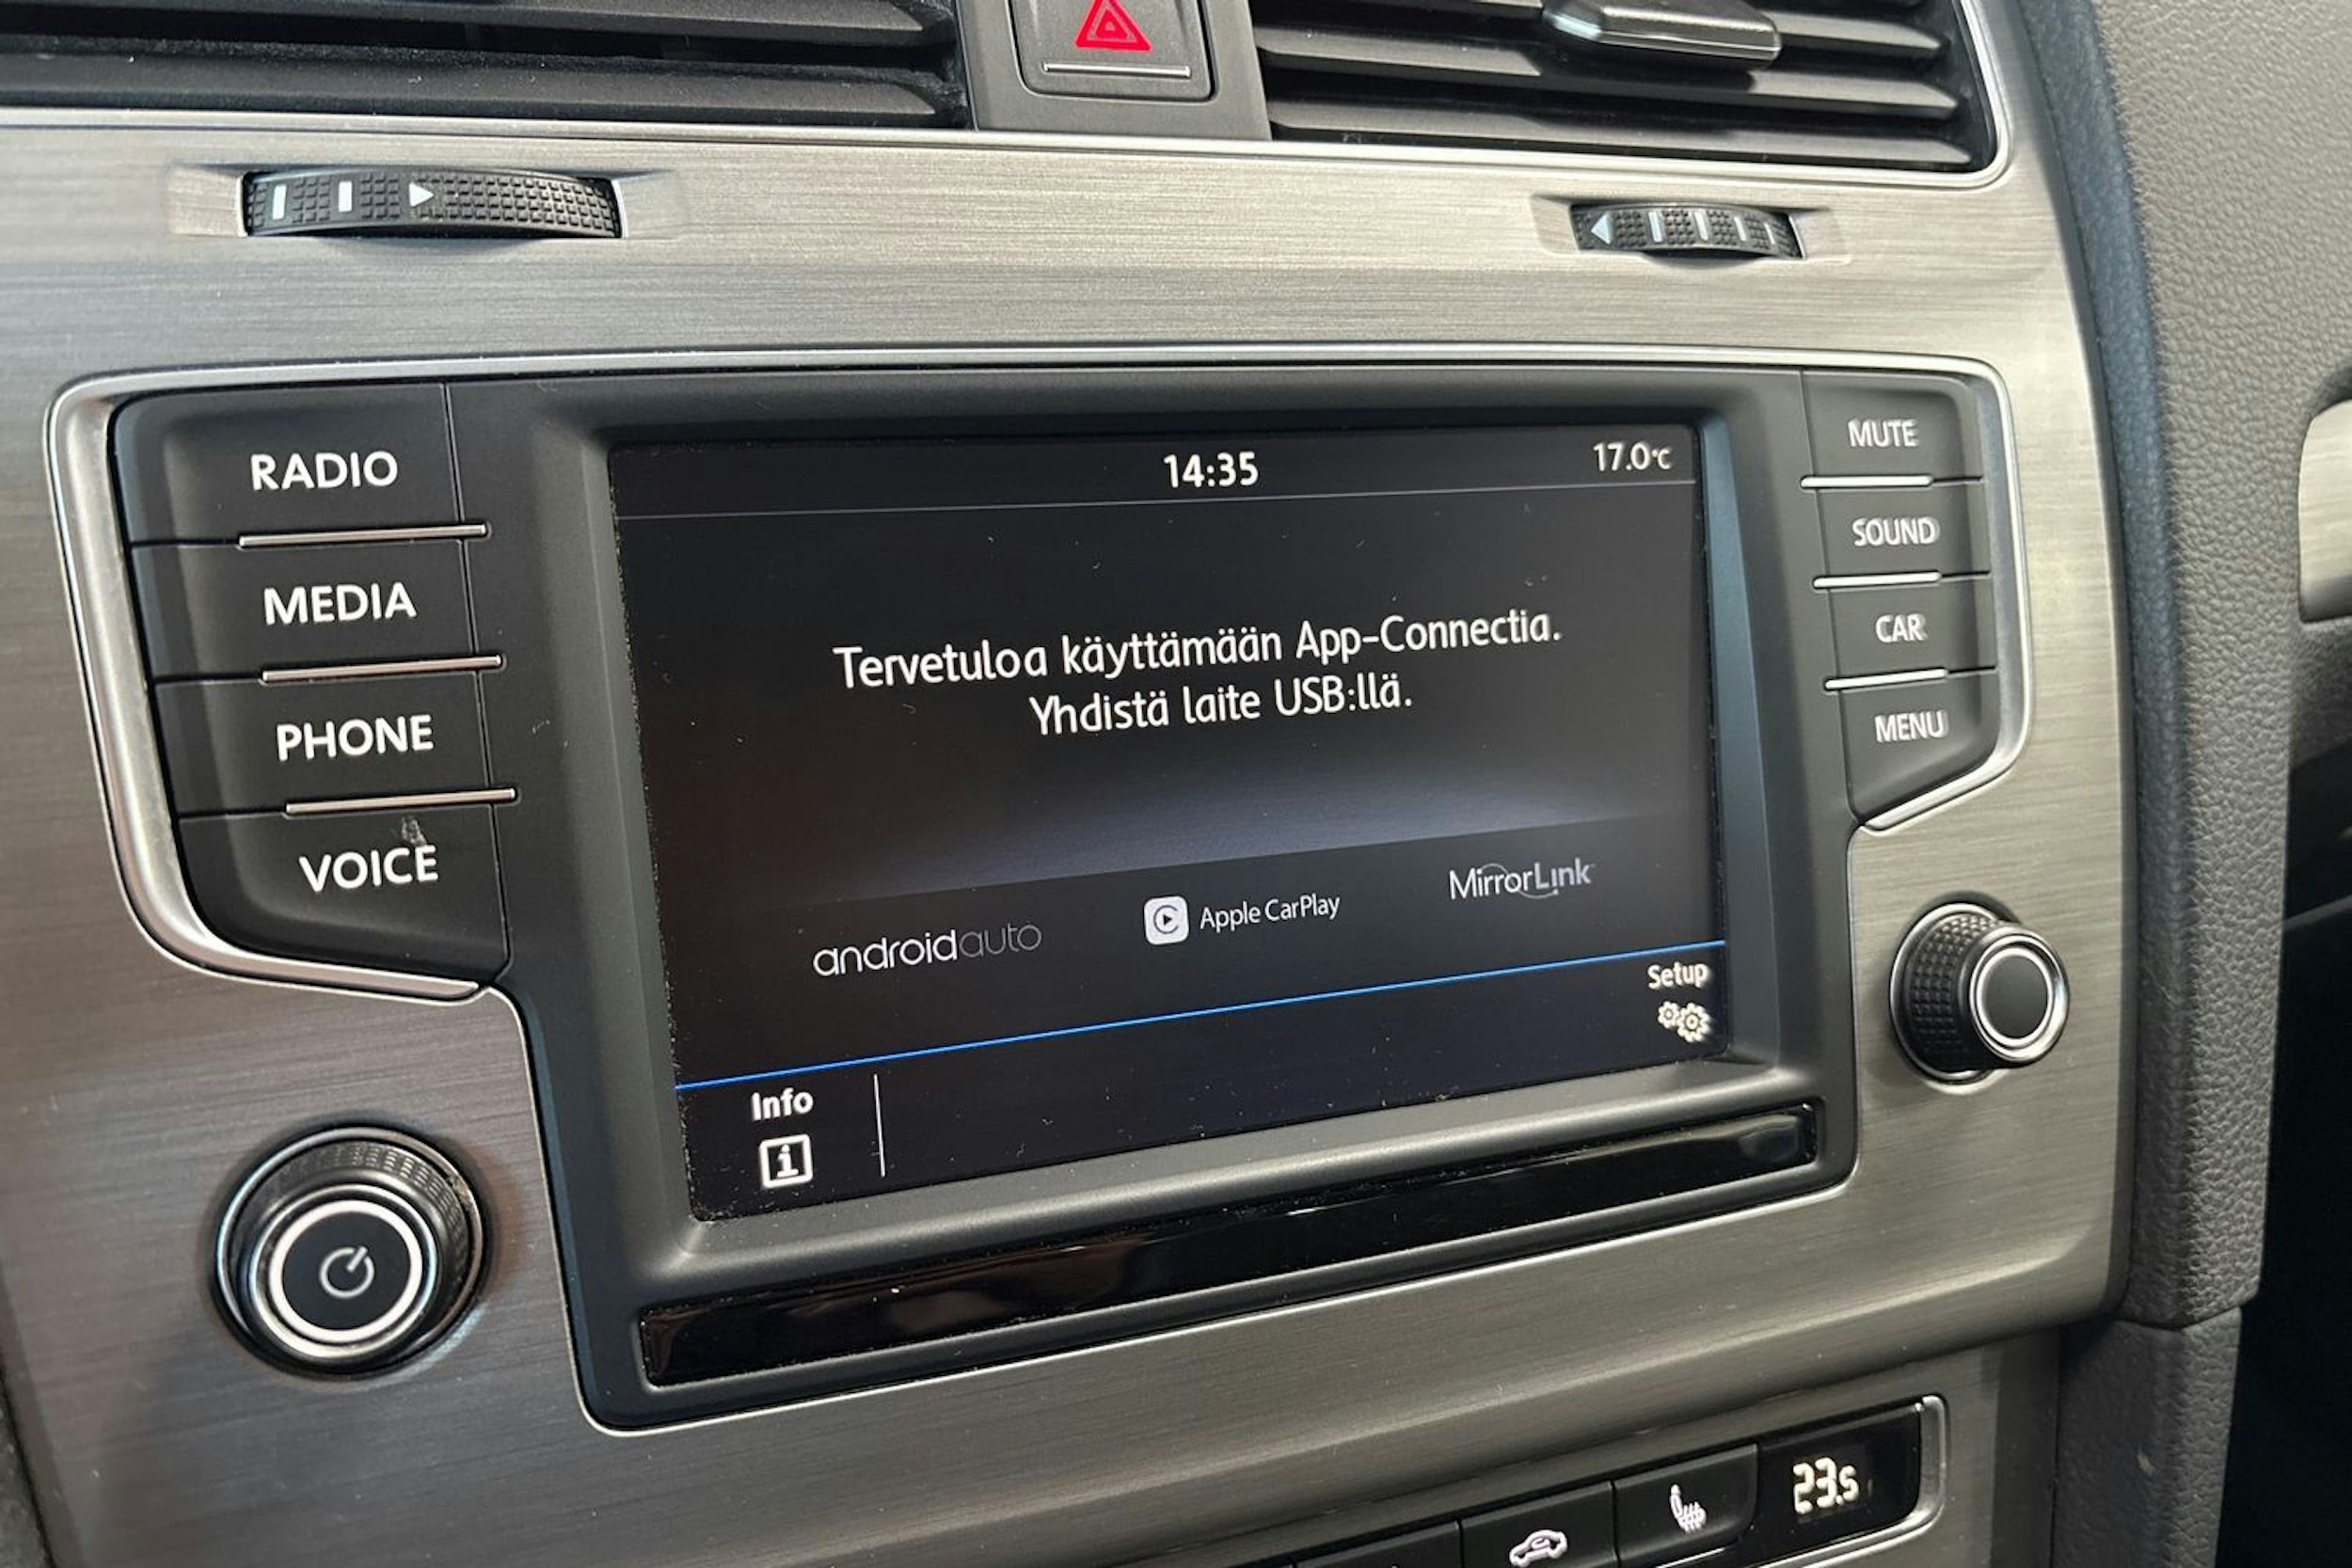 RADIO
MEDIA
PHONE
VOICE
14:35
17.0°C
Tervetuloa käyttämään App-Connectia.
Yhdistä laite USB:llä.
androidauto
Apple CarPlay
MirrorLink
Setup
Info
MUTE
SOUND
CAR
MENU
23.5